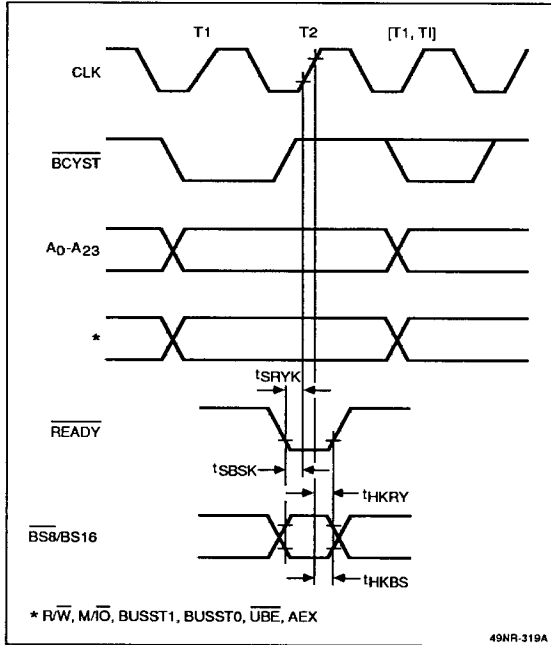 T1 T2 [T1, TI]
CLK
BCYST
A0-A23
*
tSRYK
READY
tSBSK
tHKRY
BS8/BS16
tHKBS
* R/W, M/IO, BUSST1, BUSST0, UBE, AEX
49NR-319A